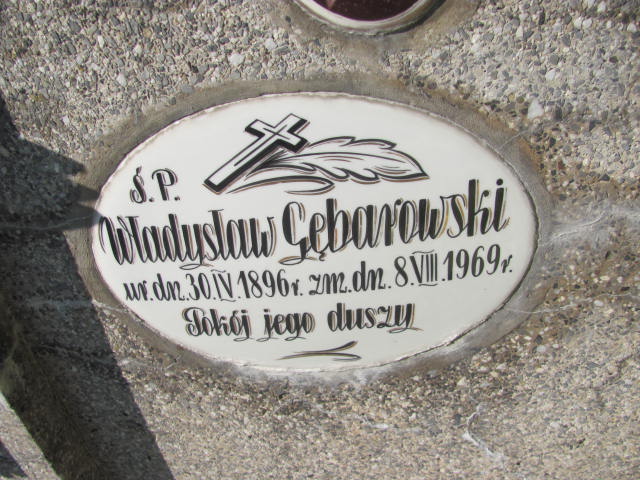 Ś.P.
Władysław Gębarowski
ur. dn. 30.IV 1896 r. zm. dn. 8.VIII.1969 r.
Pokój jego duszy